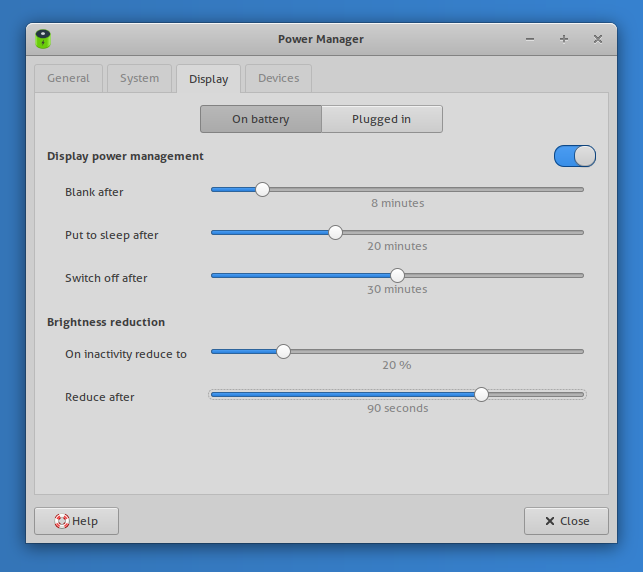 Power Manager
General System Display Devices
On battery Plugged in
Display power management
Blank after
8 minutes
Put to sleep after
20 minutes
Switch off after
30 minutes
Brightness reduction
On inactivity reduce to
20 %
Reduce after
90 seconds
Help Close